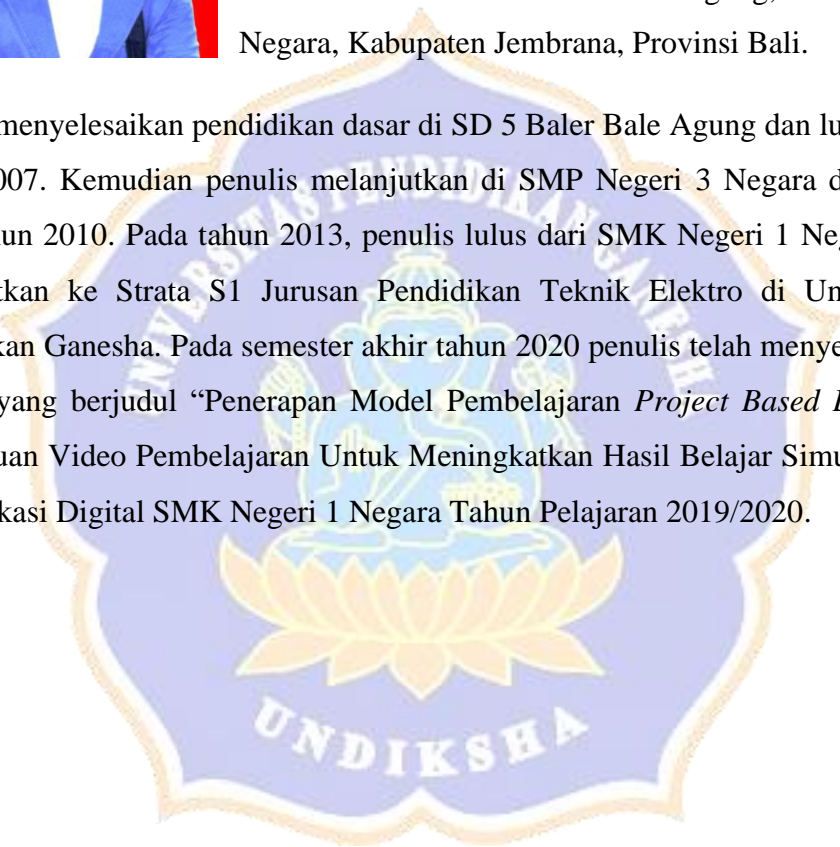 Negara, Kabupaten Jembrana, Provinsi Bali.
menyelesaikan pendidikan dasar di SD 5 Baler Bale Agung dan lu
007. Kemudian penulis melanjutkan di SMP Negeri 3 Negara d
un 2010. Pada tahun 2013, penulis lulus dari SMK Negeri 1 Neg
tkan ke Strata S1 Jurusan Pendidikan Teknik Elektro di Un
kan Ganesha. Pada semester akhir tahun 2020 penulis telah menye
yang berjudul “Penerapan Model Pembelajaran Project Based
uan Video Pembelajaran Untuk Meningkatkan Hasil Belajar Simu
kasi Digital SMK Negeri 1 Negara Tahun Pelajaran 2019/2020.
UNIVERSITAS PENDIDIKAN GANESHA
UNDIKSHA